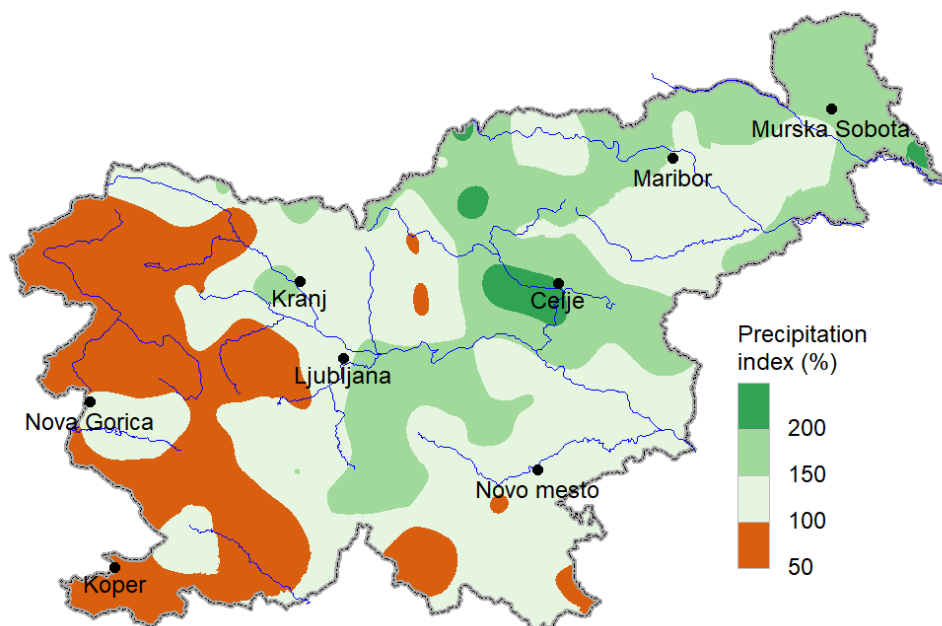 Murska Sobota
Maribor
Kranj
Celje
Ljubljana
Nova Gorica
Novo mesto
Koper
Precipitation
index (%)
200
150
100
50